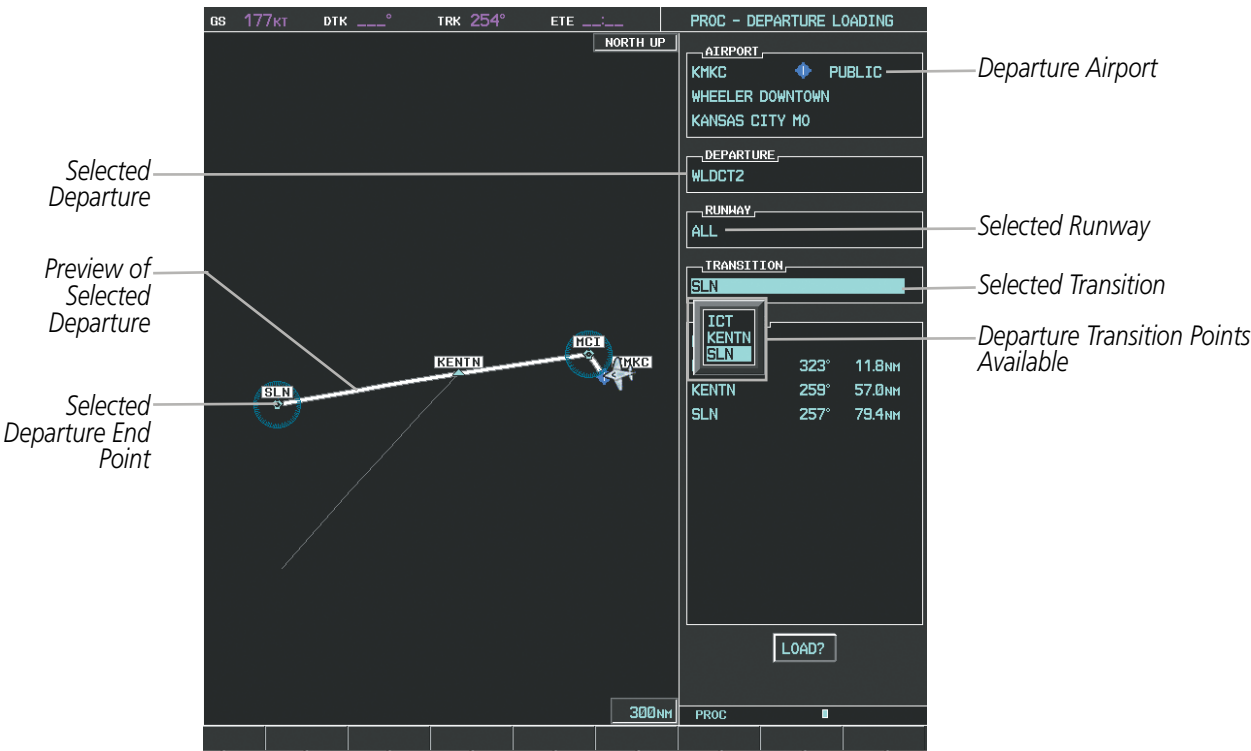 GS 177KT DTK ___° TRK 254° ETE __:__ PROC - DEPARTURE LOADING
NORTH UP
AIRPORT
KMKC PUBLIC
WHEELER DOWNTOWN
KANSAS CITY MO
Departure Airport
DEPARTURE
WLDCT2
Selected
Departure
RUNWAY
ALL
Selected Runway
TRANSITION
SLN
Selected Transition
Preview of
Selected
Departure
ICT
KENTN
SLN
Departure Transition Points
Available
323° 11.8NM
KENTN 259° 57.0NM
SLN 257° 79.4NM
MCI
KENTN
SLN
Selected
Departure End
Point
LOAD?
300NM
PROC